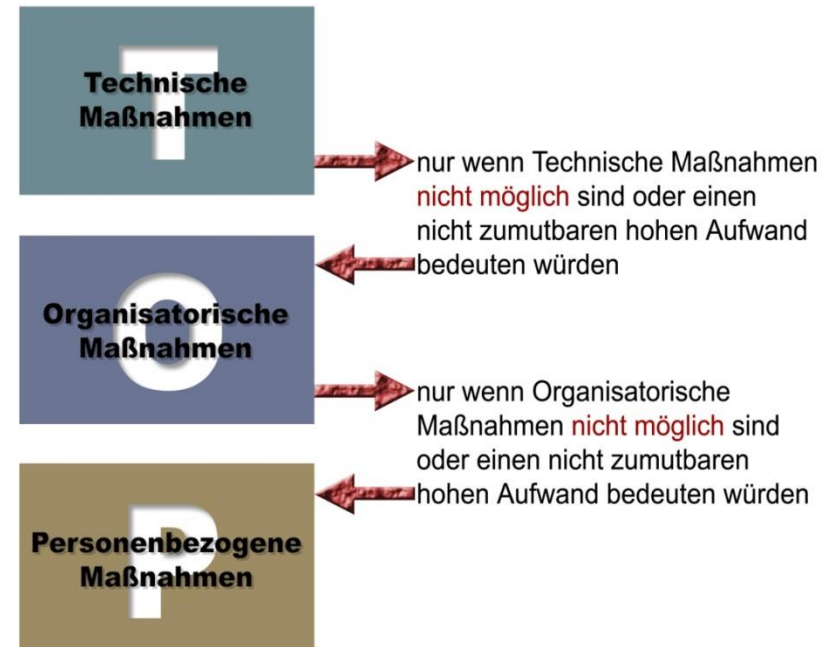 T
Technische
Maßnahmen
nur wenn Technische Maßnahmen
nicht möglich sind oder einen
nicht zumutbaren hohen Aufwand
bedeuten würden
O
Organisatorische
Maßnahmen
nur wenn Organisatorische
Maßnahmen nicht möglich sind
oder einen nicht zumutbaren
hohen Aufwand bedeuten würden
P
Personenbezogene
Maßnahmen